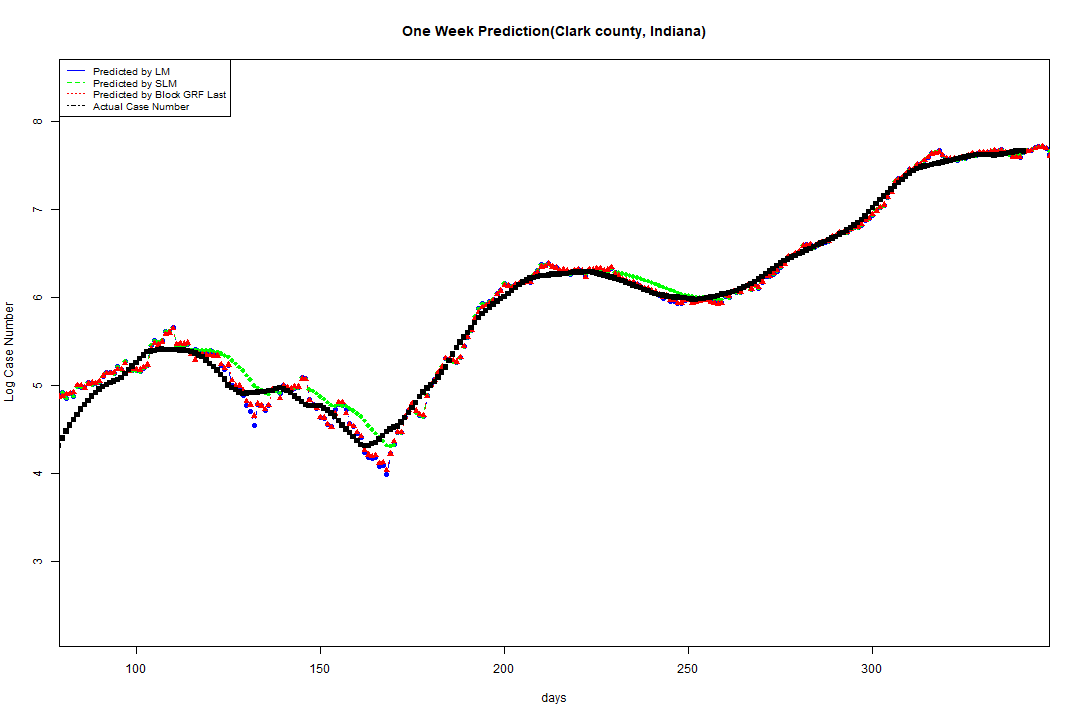 One Week Prediction(Clark county, Indiana)
Predicted by LM
Predicted by SLM
Predicted by Block GRF Last
Actual Case Number
8
7
6
5
4
3
Log Case Number
100 150 200 250 300
days